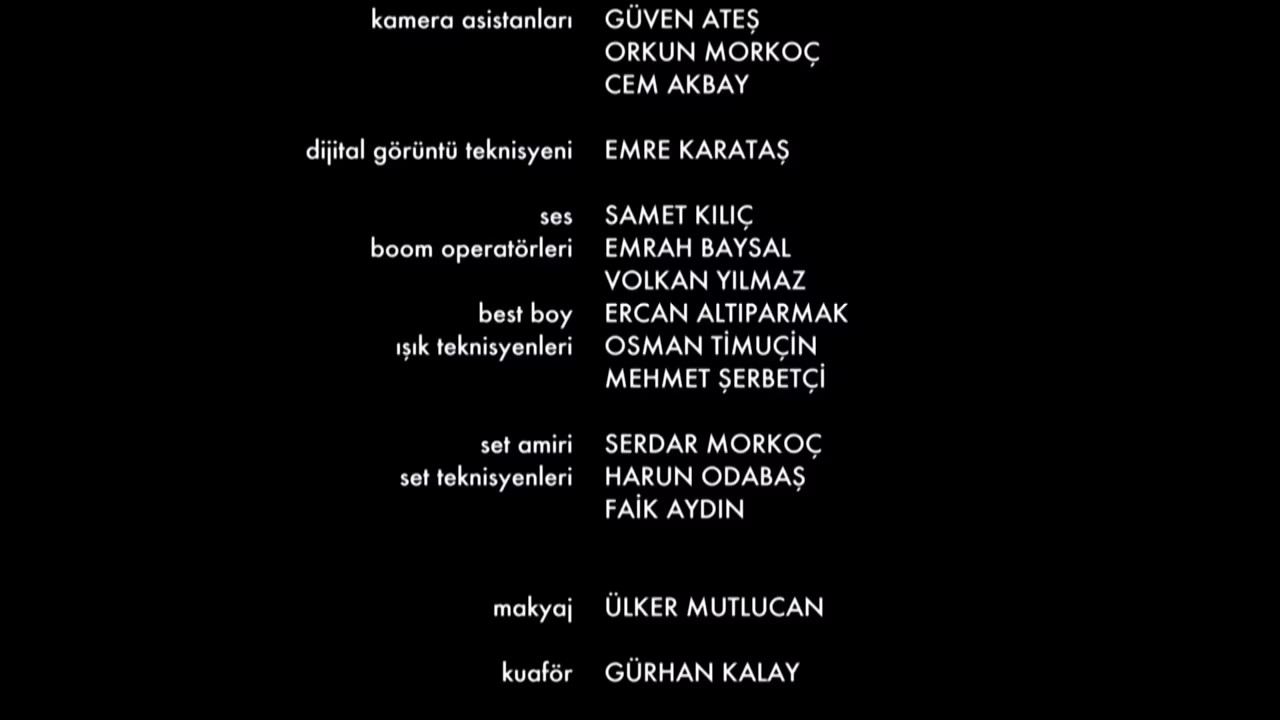 kamera asistanları GÜVEN ATEŞ
ORKUN MORKOÇ
CEM AKBAY
dijital görüntü teknisyeni EMRE KARATAŞ
ses SAMET KILIÇ
boom operatörleri EMRAH BAYSAL
VOLKAN YILMAZ
best boy ERCAN ALTIPARMAK
ışık teknisyenleri OSMAN TİMUÇİN
MEHMET ŞERBETÇİ
set amiri SERDAR MORKOÇ
set teknisyenleri HARUN ODABAŞ
FAİK AYDIN
makyaj ÜLKER MUTLUCAN
kuaför GÜRHAN KALAY